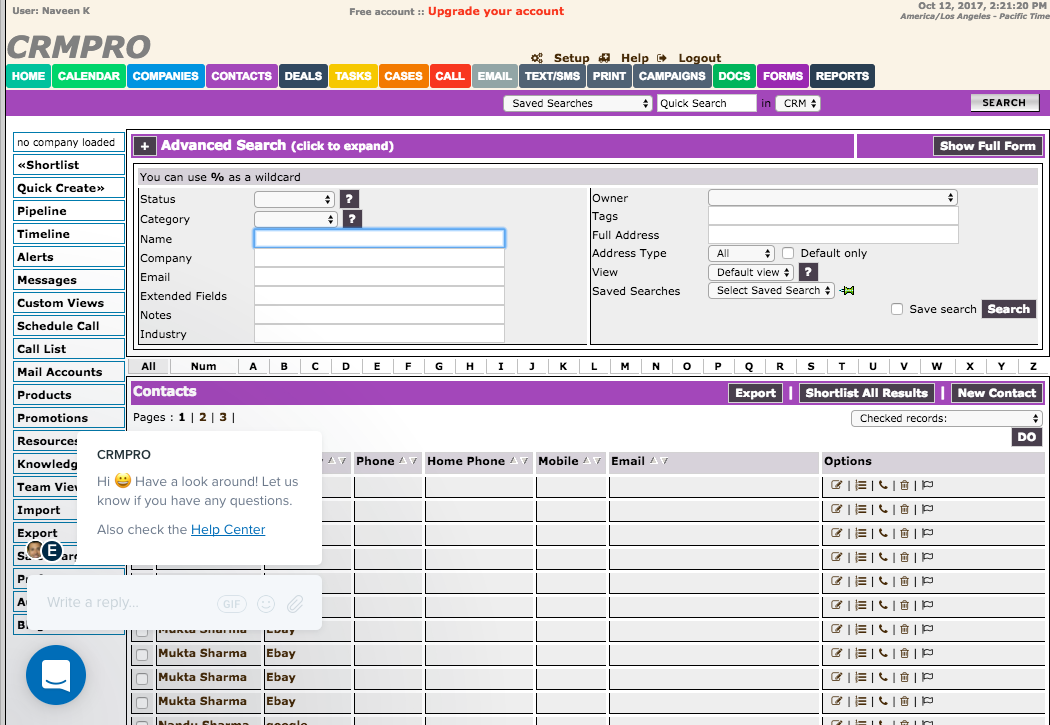 User: Naveen K
Free account :: Upgrade your account
Oct 12, 2017, 2:21:20 PM
America/Los Angeles - Pacific Time
CRMPRO
Setup Help Logout
HOME CALENDAR COMPANIES CONTACTS DEALS TASKS CASES CALL EMAIL TEXT/SMS PRINT CAMPAIGNS DOCS FORMS REPORTS
Saved Searches Quick Search in CRM SEARCH
no company loaded
«Shortlist
Quick Create»
Pipeline
Timeline
Alerts
Messages
Custom Views
Schedule Call
Call List
Mail Accounts
Products
Promotions
Resources
Knowledg
Team View
Import
Export
+ Advanced Search (click to expand) Show Full Form
You can use % as a wildcard
Status ?
Category ?
Name
Company
Email
Extended Fields
Notes
Industry
Owner
Tags
Full Address
Address Type All Default only
View Default view ?
Saved Searches Select Saved Search
Save search Search
All Num A B C D E F G H I J K L M N O P Q R S T U V W X Y Z
Contacts Export | Shortlist All Results | New Contact
Pages : 1 | 2 | 3 |
Checked records:
DO
Phone Home Phone Mobile Email Options
CRMPRO
Hi 😀 Have a look around! Let us
know if you have any questions.
Also check the Help Center
E
Write a reply...
GIF
Mukta Sharma Ebay
Mukta Sharma Ebay
Mukta Sharma Ebay
Mukta Sharma Ebay
Nandu Sharma google